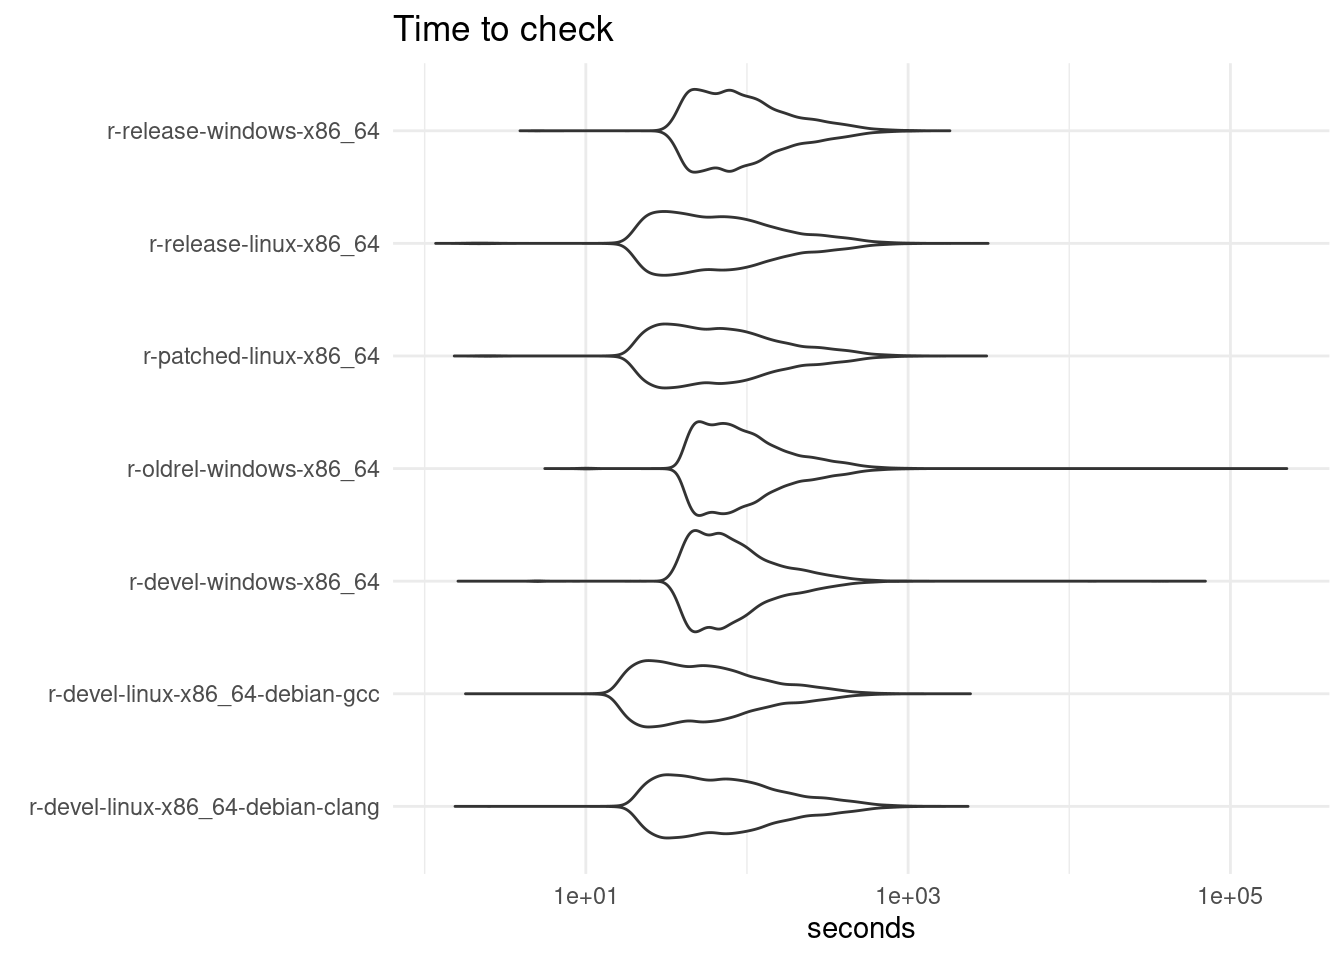 Time to check
r-release-windows-x86_64
r-release-linux-x86_64
r-patched-linux-x86_64
r-oldrel-windows-x86_64
r-devel-windows-x86_64
r-devel-linux-x86_64-debian-gcc
r-devel-linux-x86_64-debian-clang
1e+01 1e+03 1e+05
seconds